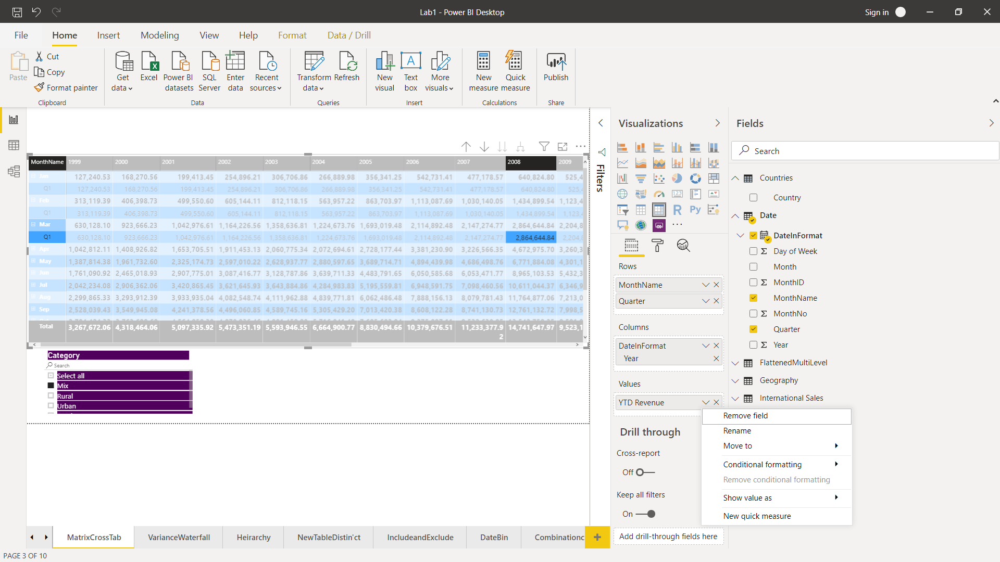 Lab1 - Power BI Desktop
Sign in
File Home Insert Modeling View Help Format Data / Drill
Paste
Cut
Copy
Format painter
Clipboard
Get data
Excel
Power BI datasets
SQL Server
Enter data
Recent sources
Data
Transform data
Refresh
Queries
New visual
Text box
More visuals
Insert
New measure
Quick measure
Calculations
Publish
Share
MonthName 1999 2000 2001 2002 2003 2004 2005 2006 2007 2008 2009
Jan 127,240.53 168,270.56 199,413.45 254,896.21 306,706.86 266,889.98 356,341.25 542,731.41 477,178.57 640,824.80 525,4
Q1 127,240.53 168,270.56 199,413.45 254,896.21 306,706.86 266,889.98 356,341.25 542,731.41 477,178.57 640,824.80 525,4
Feb 313,119.39 406,398.73 499,550.60 605,144.11 812,118.15 563,957.22 863,703.97 1,113,087.69 1,030,140.05 1,434,899.54 1,123,4
Q1 313,119.39 406,398.73 499,550.60 605,144.11 812,118.15 563,957.22 863,703.97 1,113,087.69 1,030,140.05 1,434,899.54 1,123,4
Mar 630,128.10 923,666.23 1,042,976.61 1,164,226.56 1,358,636.81 1,224,673.76 1,693,019.48 2,114,892.48 2,147,274.77 2,864,644.84 2,204,8
Q1 630,128.10 923,666.23 1,042,976.61 1,164,226.56 1,358,636.81 1,224,673.76 1,693,019.48 2,114,892.48 2,147,274.77 2,864,644.84 2,204,8
Apr 1,042,812.11 1,408,926.82 1,653,705.51 1,911,453.13 2,060,775.34 2,072,694.61 2,728,177.44 3,381,230.90 3,226,566.35 4,672,975.70 3,260,3
May 1,387,814.38 1,961,732.60 2,325,174.73 2,597,010.22 2,628,937.77 2,880,597.65 3,689,714.71 4,894,439.98 4,686,498.76 6,771,884.08 4,301,1
Jun 1,761,090.92 2,465,018.93 2,907,775.01 3,087,416.77 3,128,787.86 3,639,711.33 4,483,791.65 6,050,585.68 6,053,471.77 8,965,103.53 5,432,3
Jul 2,042,234.08 2,906,362.06 3,420,865.45 3,621,645.93 3,643,884.86 4,284,983.83 5,195,559.81 6,948,591.75 7,098,460.56 10,611,044.37 6,346,9
Aug 2,299,865.33 3,293,912.39 3,933,935.04 4,082,548.74 4,111,962.88 4,839,771.81 6,062,486.48 7,888,156.13 8,079,781.43 11,764,877.06 7,213,0
Sep 2,528,039.43 3,549,945.08 4,241,378.56 4,496,060.85 4,589,745.16 5,305,429.20 7,013,420.38 8,608,122.28 8,741,130.73 12,761,132.72 7,998,5
Total 3,267,672.06 4,318,464.06 5,097,335.92 5,473,351.19 5,593,946.55 6,664,900.77 8,830,494.66 10,379,676.51 11,233,377.9 14,741,647.97 9,523,1
2
Category
Search
Select all
Mix
Rural
Urban
Filters
Visualizations
Rows
MonthName
Quarter
Columns
DateInFormat
Year
Values
YTD Revenue
Drill through
Cross-report
Off
Keep all filters
On
Add drill-through fields here
Fields
Search
Countries
Country
Date
DateInFormat
Day of Week
Month
MonthID
MonthName
MonthNo
Quarter
Year
FlattenedMultiLevel
Geography
International Sales
Remove field
Rename
Move to
Conditional formatting
Remove conditional formatting
Show value as
New quick measure
MatrixCrossTab VarianceWaterfall Heirarchy NewTableDistin'ct IncludeandExclude DateBin Combinationc
PAGE 3 OF 10